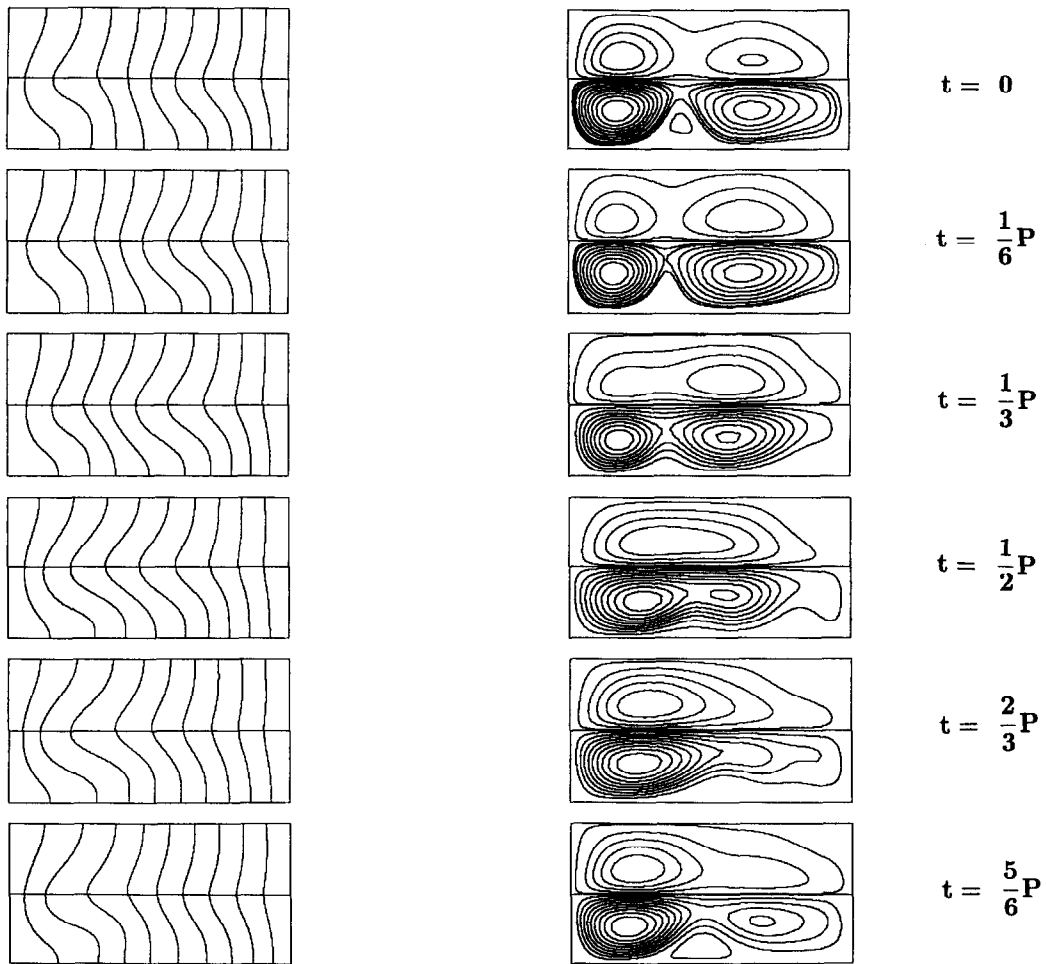 t = 0
t = 1/6 P
t = 1/3 P
t = 1/2 P
t = 2/3 P
t = 5/6 P